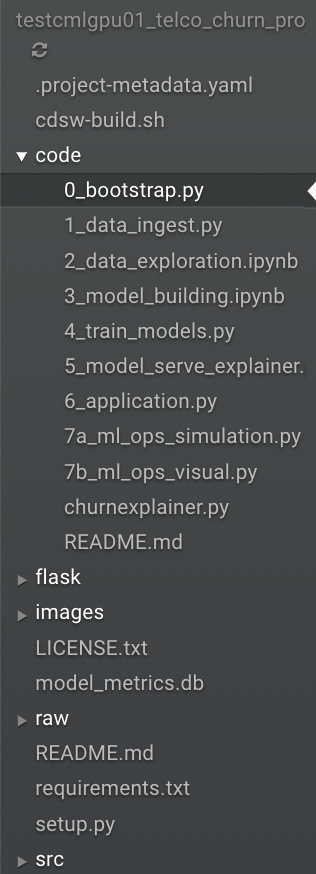 testcmlgpu01_telco_churn_pro
.project-metadata.yaml
cdsw-build.sh
code
0_bootstrap.py
1_data_ingest.py
2_data_exploration.ipynb
3_model_building.ipynb
4_train_models.py
5_model_serve_explainer.
6_application.py
7a_ml_ops_simulation.py
7b_ml_ops_visual.py
churnexplainer.py
README.md
flask
images
LICENSE.txt
model_metrics.db
raw
README.md
requirements.txt
setup.py
src